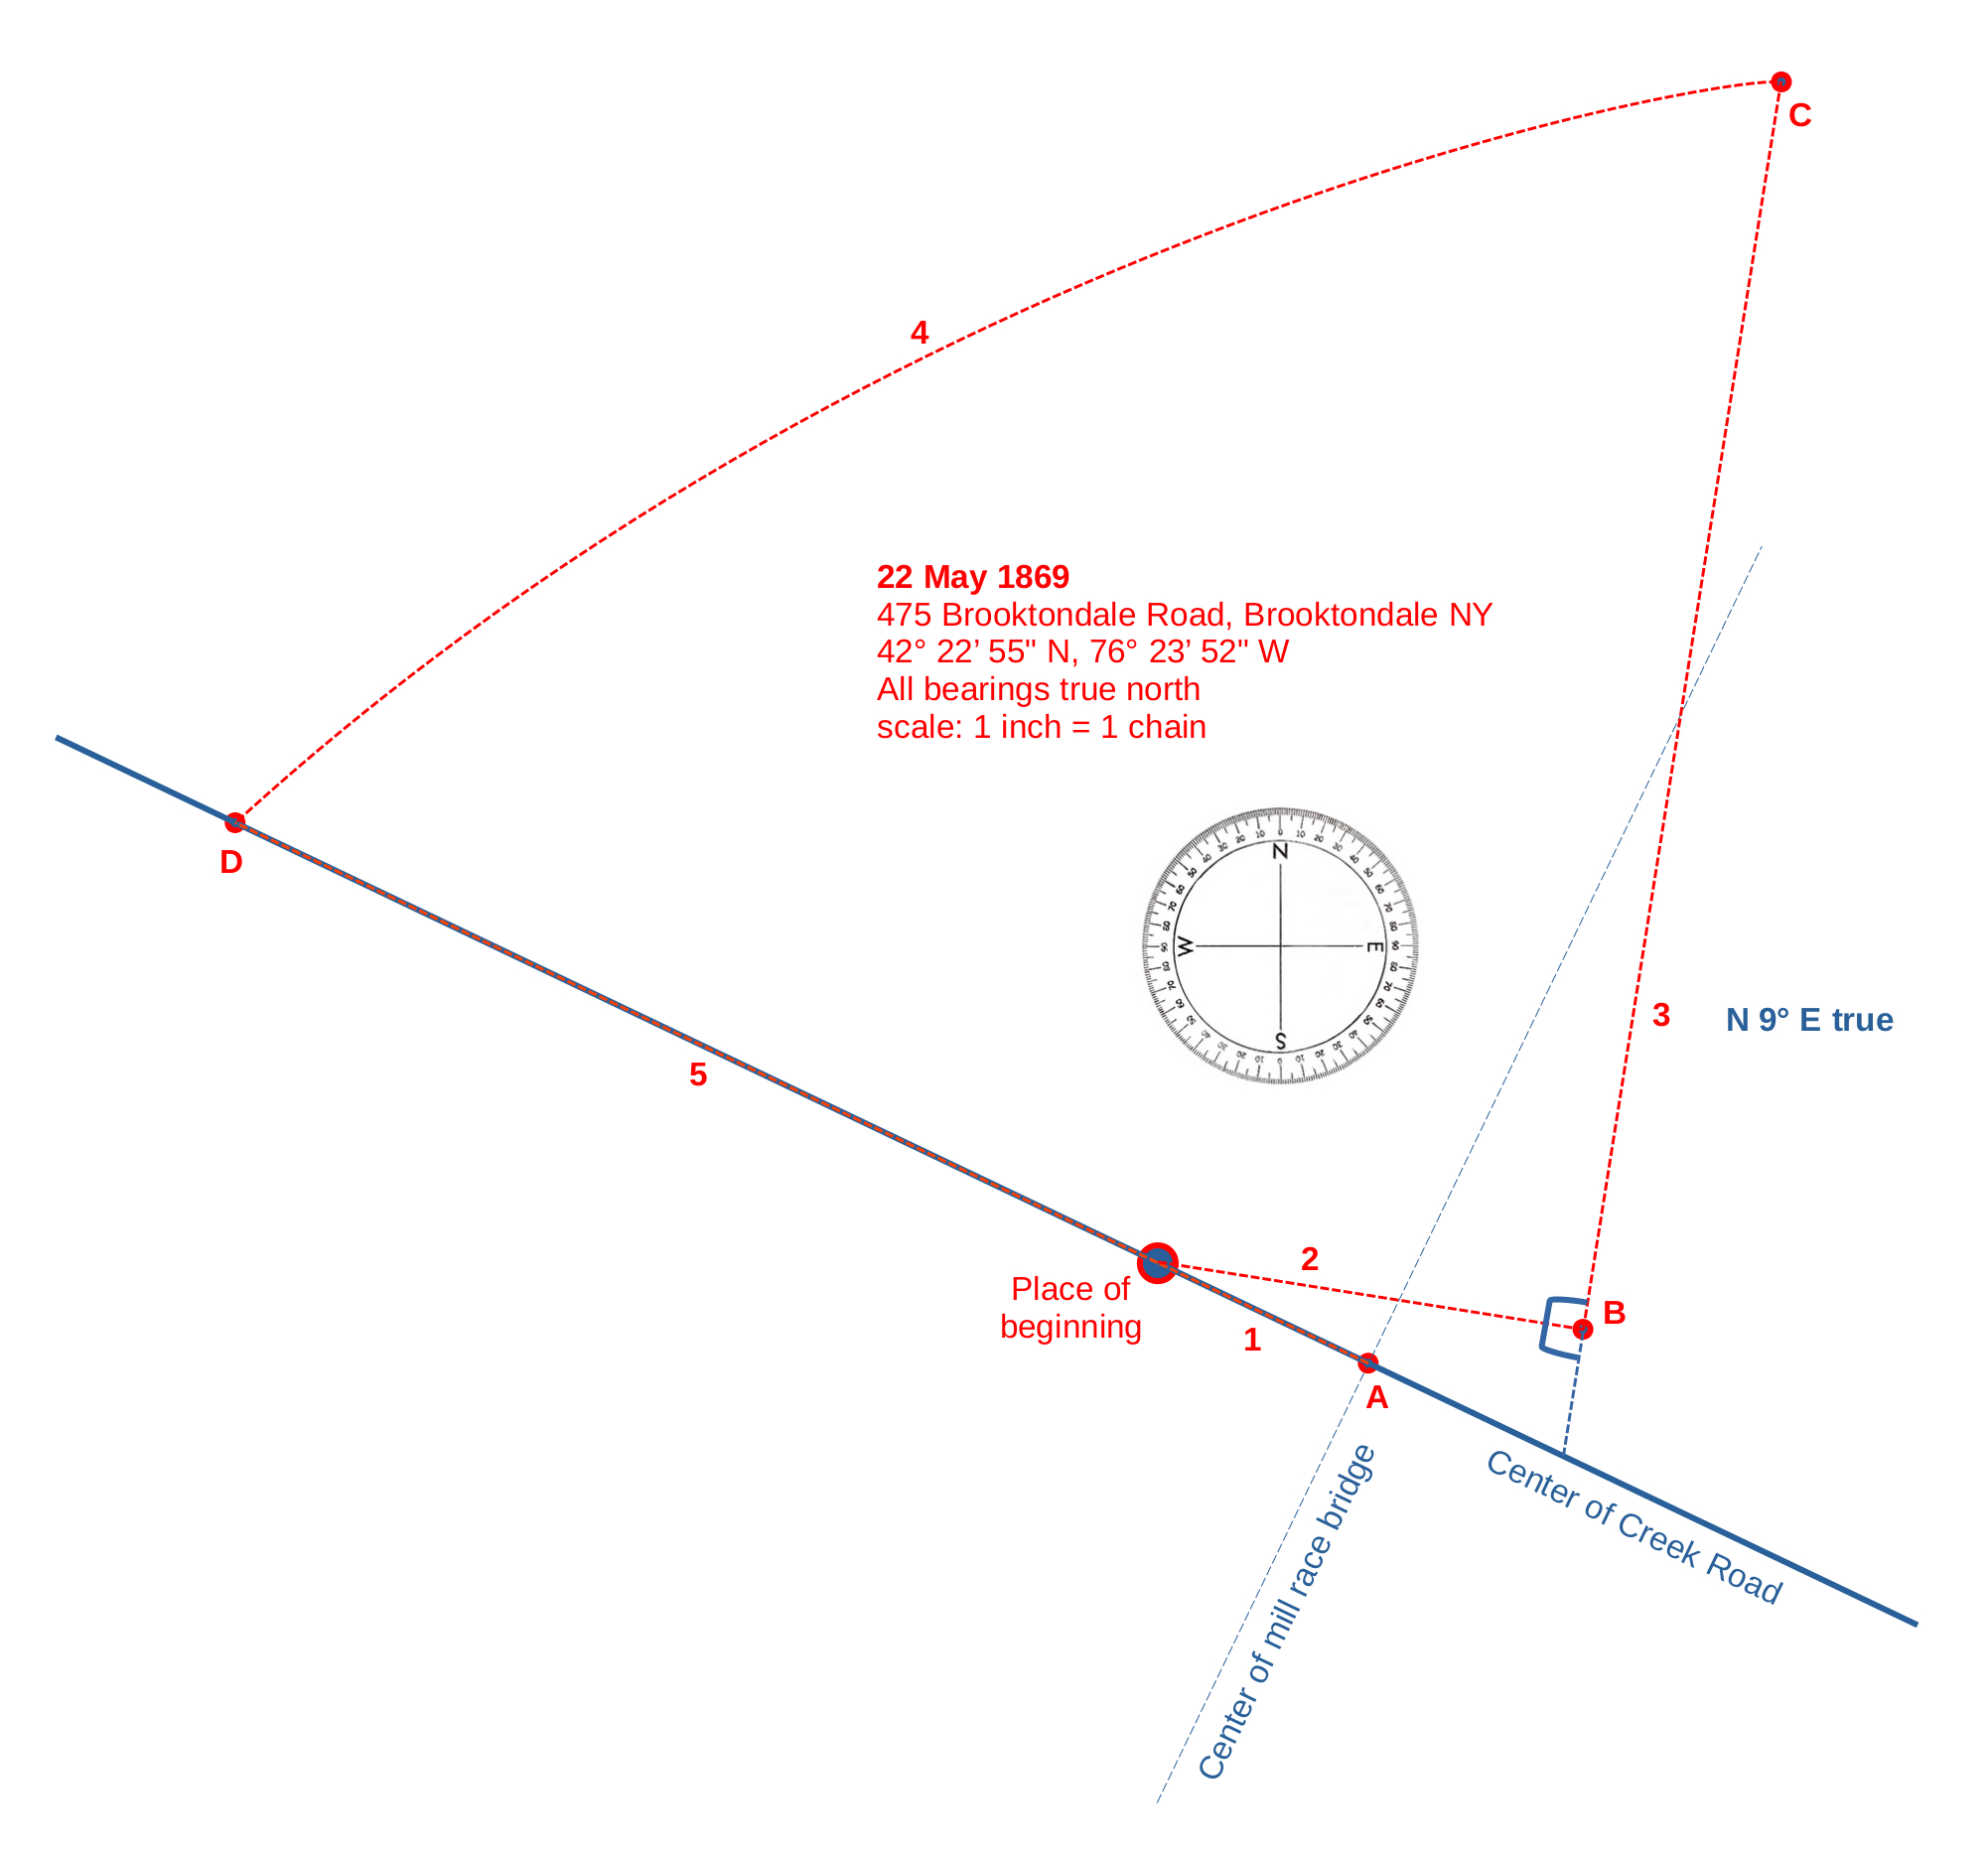 C
4
22 May 1869
475 Brooktondale Road, Brooktondale NY
42° 22’ 55" N, 76° 23’ 52" W
All bearings true north
scale: 1 inch = 1 chain
D
N
W
E
S
3
N 9° E true
5
2
Place of
beginning
1
B
A
Center of mill race bridge
Center of Creek Road